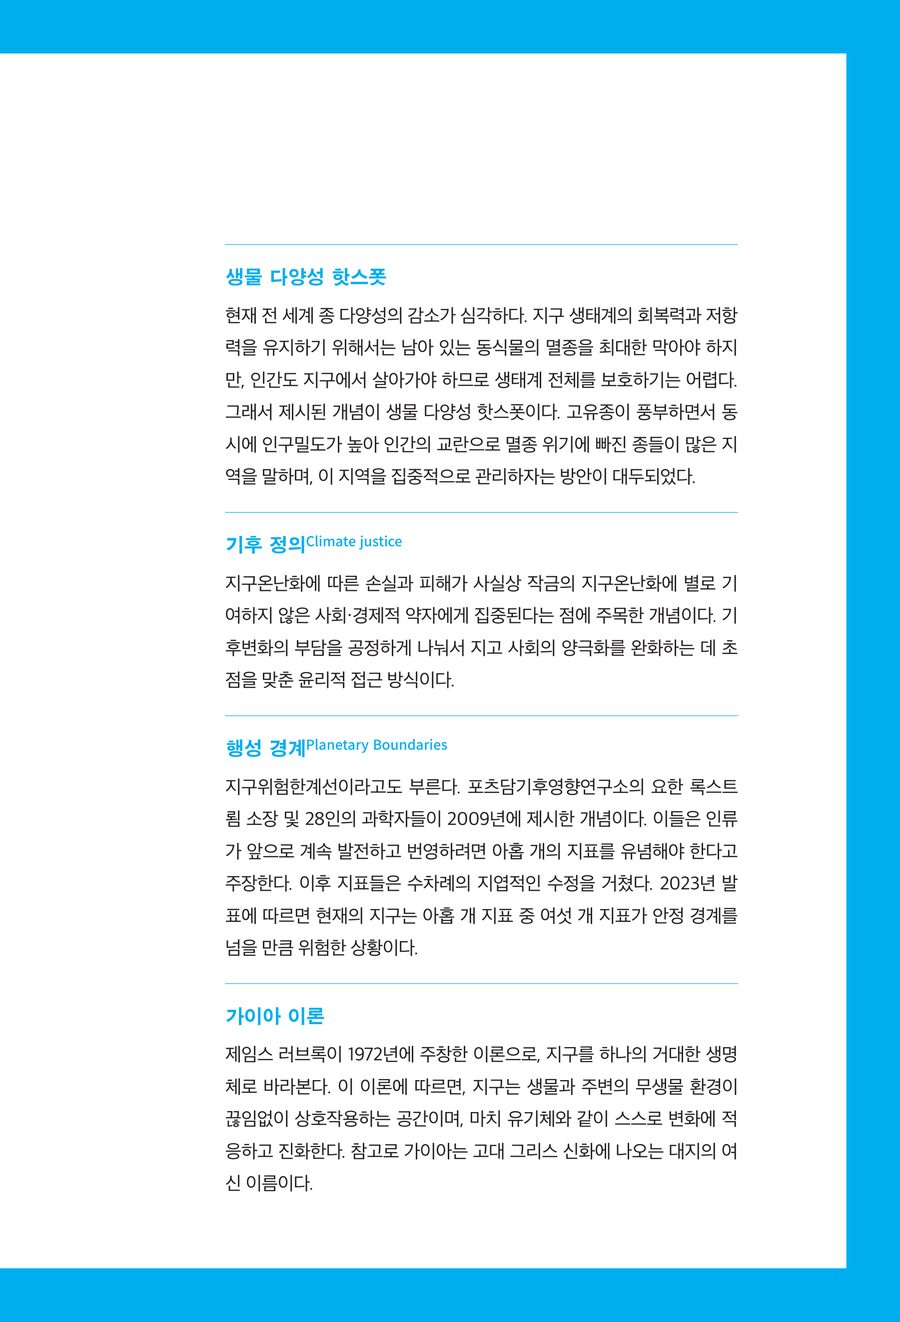 생물 다양성 핫스폿
현재 전 세계 종 다양성의 감소가 심각하다. 지구 생태계의 회복력과 저항
력을 유지하기 위해서는 남아 있는 동식물의 멸종을 최대한 막아야 하지
만, 인간도 지구에서 살아가야 하므로 생태계 전체를 보호하기는 어렵다.
그래서 제시된 개념이 생물 다양성 핫스폿이다. 고유종이 풍부하면서 동
시에 인구밀도가 높아 인간의 교란으로 멸종 위기에 빠진 종들이 많은 지
역을 말하며, 이 지역을 집중적으로 관리하자는 방안이 대두되었다.
기후 정의Climate justice
지구온난화에 따른 손실과 피해가 사실상 작금의 지구온난화에 별로 기
여하지 않은 사회·경제적 약자에게 집중된다는 점에 주목한 개념이다. 기
후변화의 부담을 공정하게 나눠서 지고 사회의 양극화를 완화하는 데 초
점을 맞춘 윤리적 접근 방식이다.
행성 경계Planetary Boundaries
지구위험한계선이라고도 부른다. 포츠담기후영향연구소의 요한 록스트
룀 소장 및 28인의 과학자들이 2009년에 제시한 개념이다. 이들은 인류
가 앞으로 계속 발전하고 번영하려면 아홉 개의 지표를 유념해야 한다고
주장한다. 이후 지표들은 수차례의 지엽적인 수정을 거쳤다. 2023년 발
표에 따르면 현재의 지구는 아홉 개 지표 중 여섯 개 지표가 안정 경계를
넘을 만큼 위험한 상황이다.
가이아 이론
제임스 러브록이 1972년에 주창한 이론으로, 지구를 하나의 거대한 생명
체로 바라본다. 이 이론에 따르면, 지구는 생물과 주변의 무생물 환경이
끊임없이 상호작용하는 공간이며, 마치 유기체와 같이 스스로 변화에 적
응하고 진화한다. 참고로 가이아는 고대 그리스 신화에 나오는 대지의 여
신 이름이다.